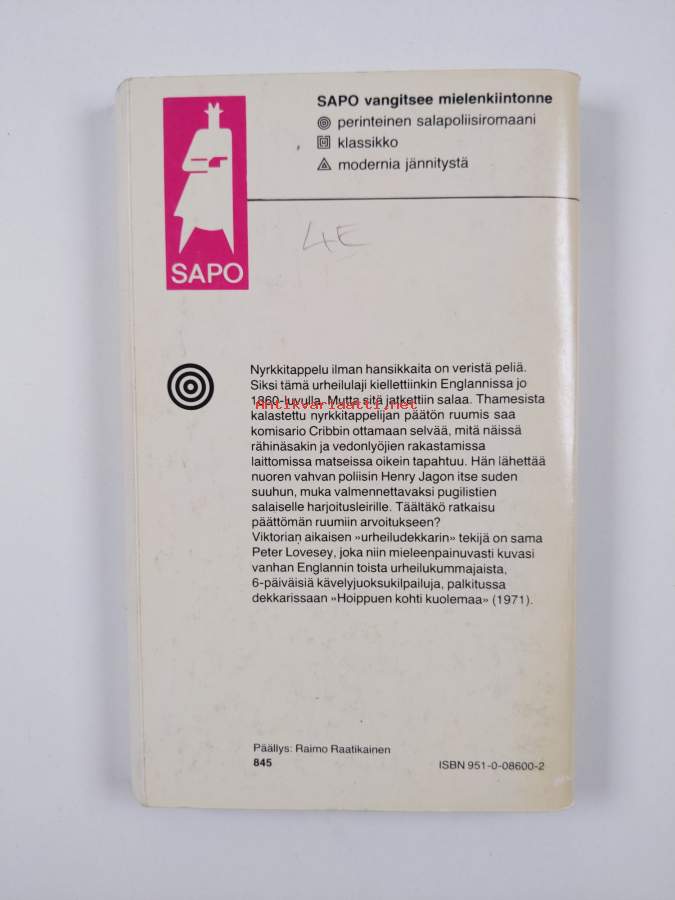 SAPO vangitsee mielenkiintonne
perinteinen salapoliisiromaani
klassikko
modernia jännitystä
SAPO
4E
Nyrkkitappelu ilman hansikkaita on veristä peliä.
Siksi tämä urheilulaji kiellettiinkin Englannissa jo
1860-luvulla. Mutta sitä jatkettiin salaa. Thamesista
Antikvariaatti.net
kalastettu nyrkkitappelijan päätön ruumis saa
komisario Cribbin ottamaan selvää, mitä näissä
rähinäsakin ja vedonlyöjien rakastamissa
laittomissa matseissa oikein tapahtuu. Hän lähettää
nuoren vahvan poliisin Henry Jagon itse suden
suuhun, muka valmennettavaksi pugilistien
salaiselle harjoitusleirille. Täältäkö ratkaisu
päättömän ruumiin arvoitukseen?
Viktorian aikaisen »urheiludekkarin» tekijä on sama
Peter Lovesey, joka niin mieleenpainuvasti kuvasi
vanhan Englannin toista urheilukummajaista,
6-päiväisiä kävelyjuoksukilpailuja, palkitussa
dekkarissaan »Hoippuen kohti kuolemaa» (1971).
Päällys: Raimo Raatikainen
845
ISBN 951-0-08600-2